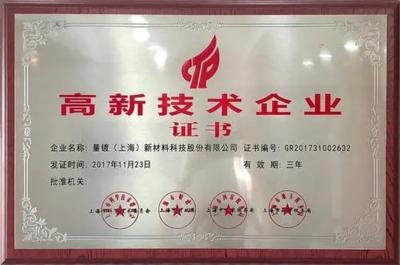 高新技术企业
证书
企业名称: 量镀（上海）新材料科技股份有限公司 证书编号: GR201731002632
发证时间: 2017年11月23日 有 效 期: 三年
批准机关: